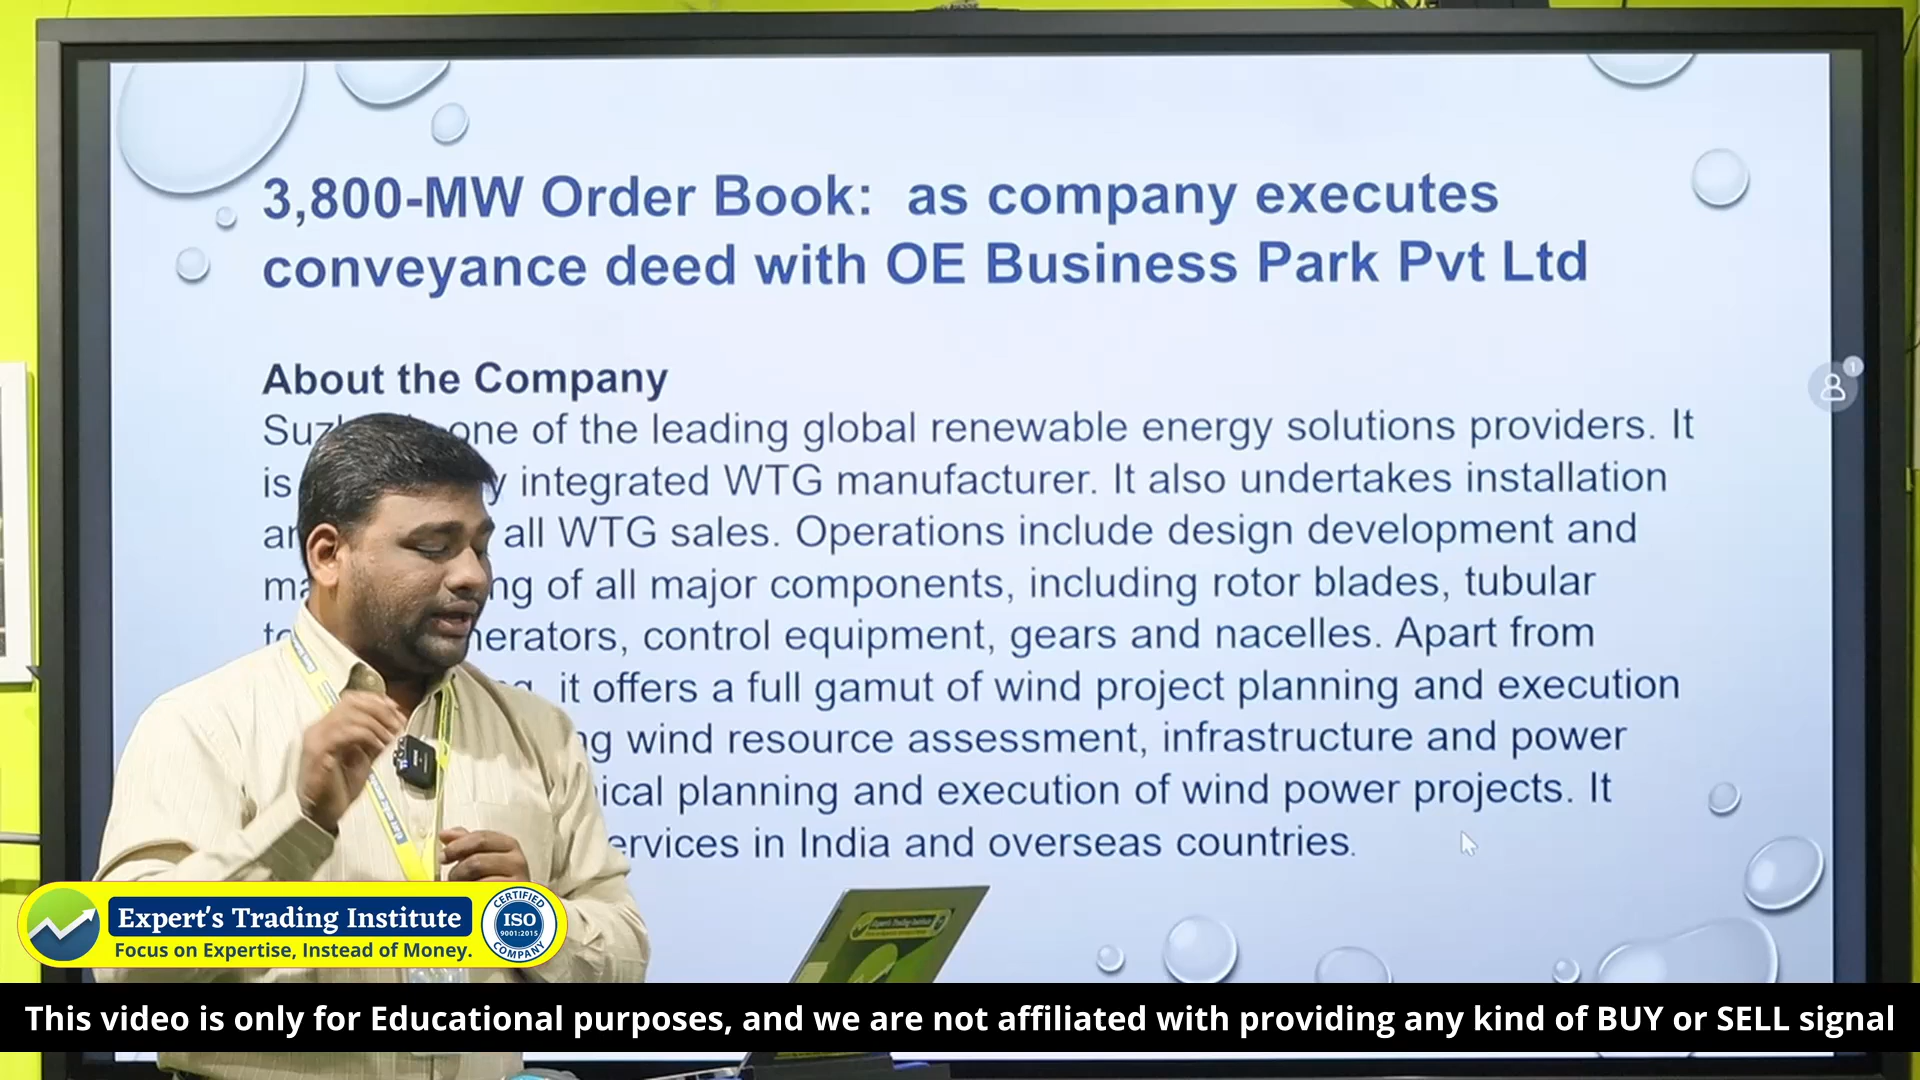 3,800-MW Order Book: as company executes
conveyance deed with OE Business Park Pvt Ltd
About the Company
one of the leading global renewable energy solutions providers. It
is integrated WTG manufacturer. It also undertakes installation
all WTG sales. Operations include design development and
of all major components, including rotor blades, tubular
control equipment, gears and nacelles. Apart from
it offers a full gamut of wind project planning and execution
wind resource assessment, infrastructure and power
planning and execution of wind power projects. It
in India and overseas countries.
1
Expert's Trading Institute
Focus on Expertise, Instead of Money.
CERTIFIED
ISO
9001:2015
COMPANY
Expert's Trading Institute
This video is only for Educational purposes, and we are not affiliated with providing any kind of BUY or SELL signal